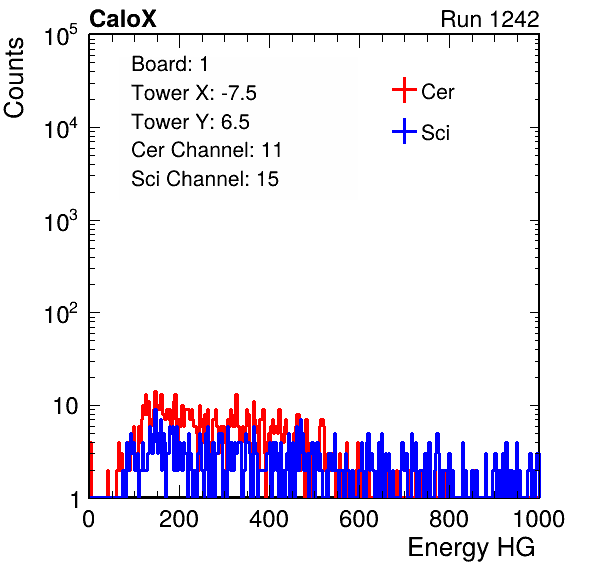 CaloX Run 1242
Counts
Board: 1
Tower X: -7.5
Tower Y: 6.5
Cer Channel: 11
Sci Channel: 15
Cer
Sci
10^5
10^4
10^3
10^2
10
1
0 200 400 600 800 1000
Energy HG